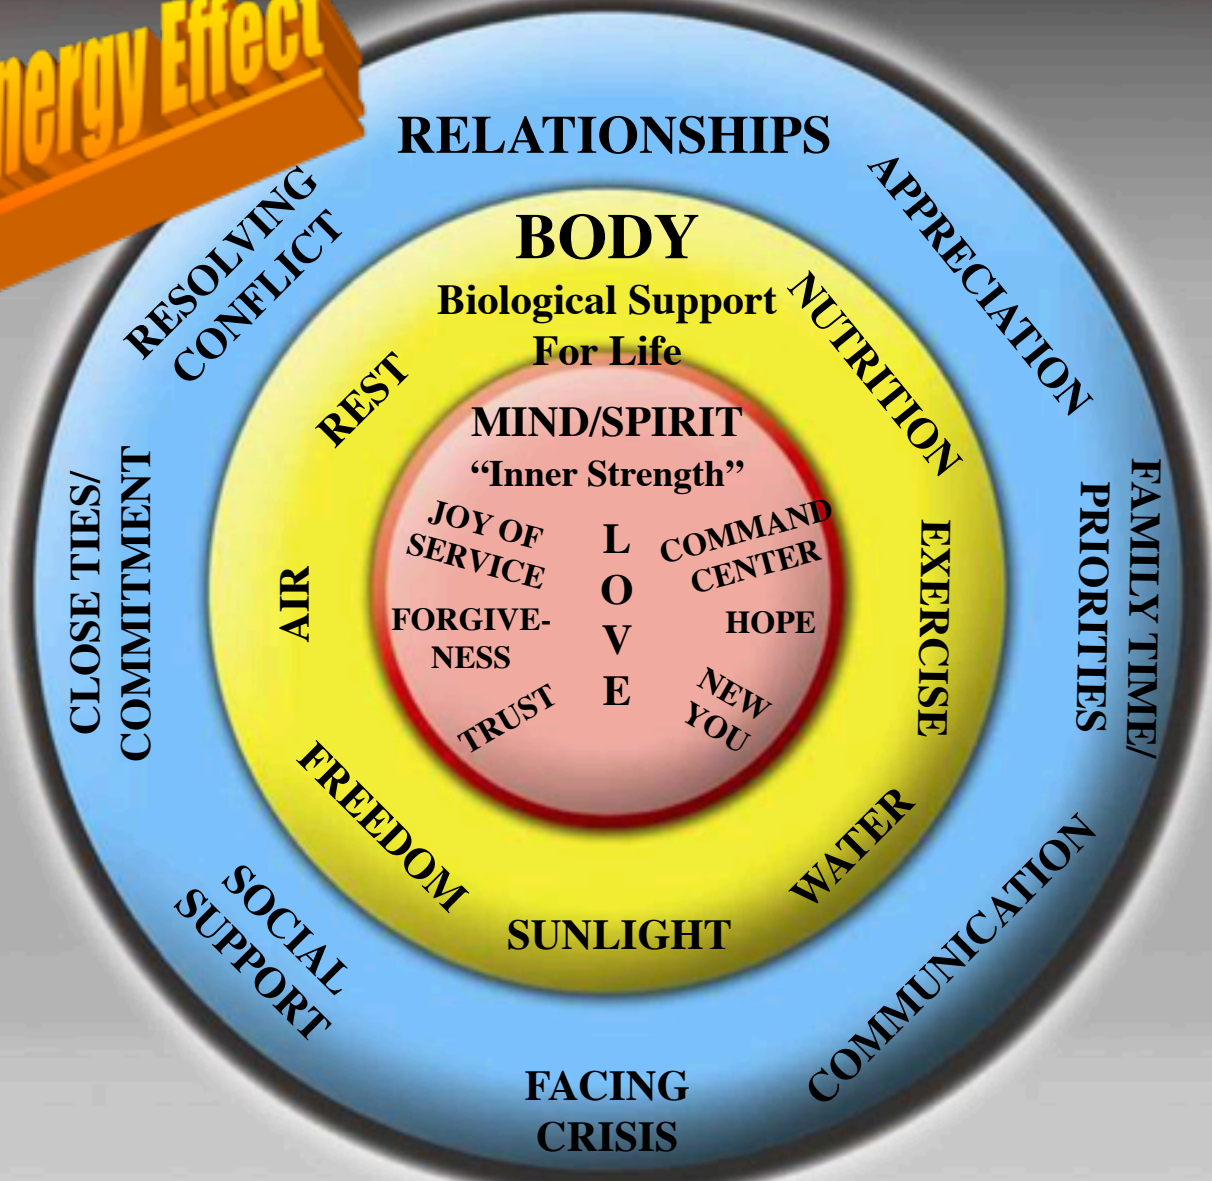 nergy Effect
RELATIONSHIPS
APPRECIATION
FAMILY TIME/
PRIORITIES
COMMUNICATION
FACING
CRISIS
SOCIAL
SUPPORT
CLOSE TIES/
COMMITMENT
RESOLVING
CONFLICT
BODY
Biological Support
For Life
NUTRITION
EXERCISE
WATER
SUNLIGHT
FREEDOM
AIR
REST
MIND/SPIRIT
“Inner Strength”
LOVE
COMMAND
CENTER
HOPE
NEW
YOU
TRUST
FORGIVE-
NESS
JOY OF
SERVICE